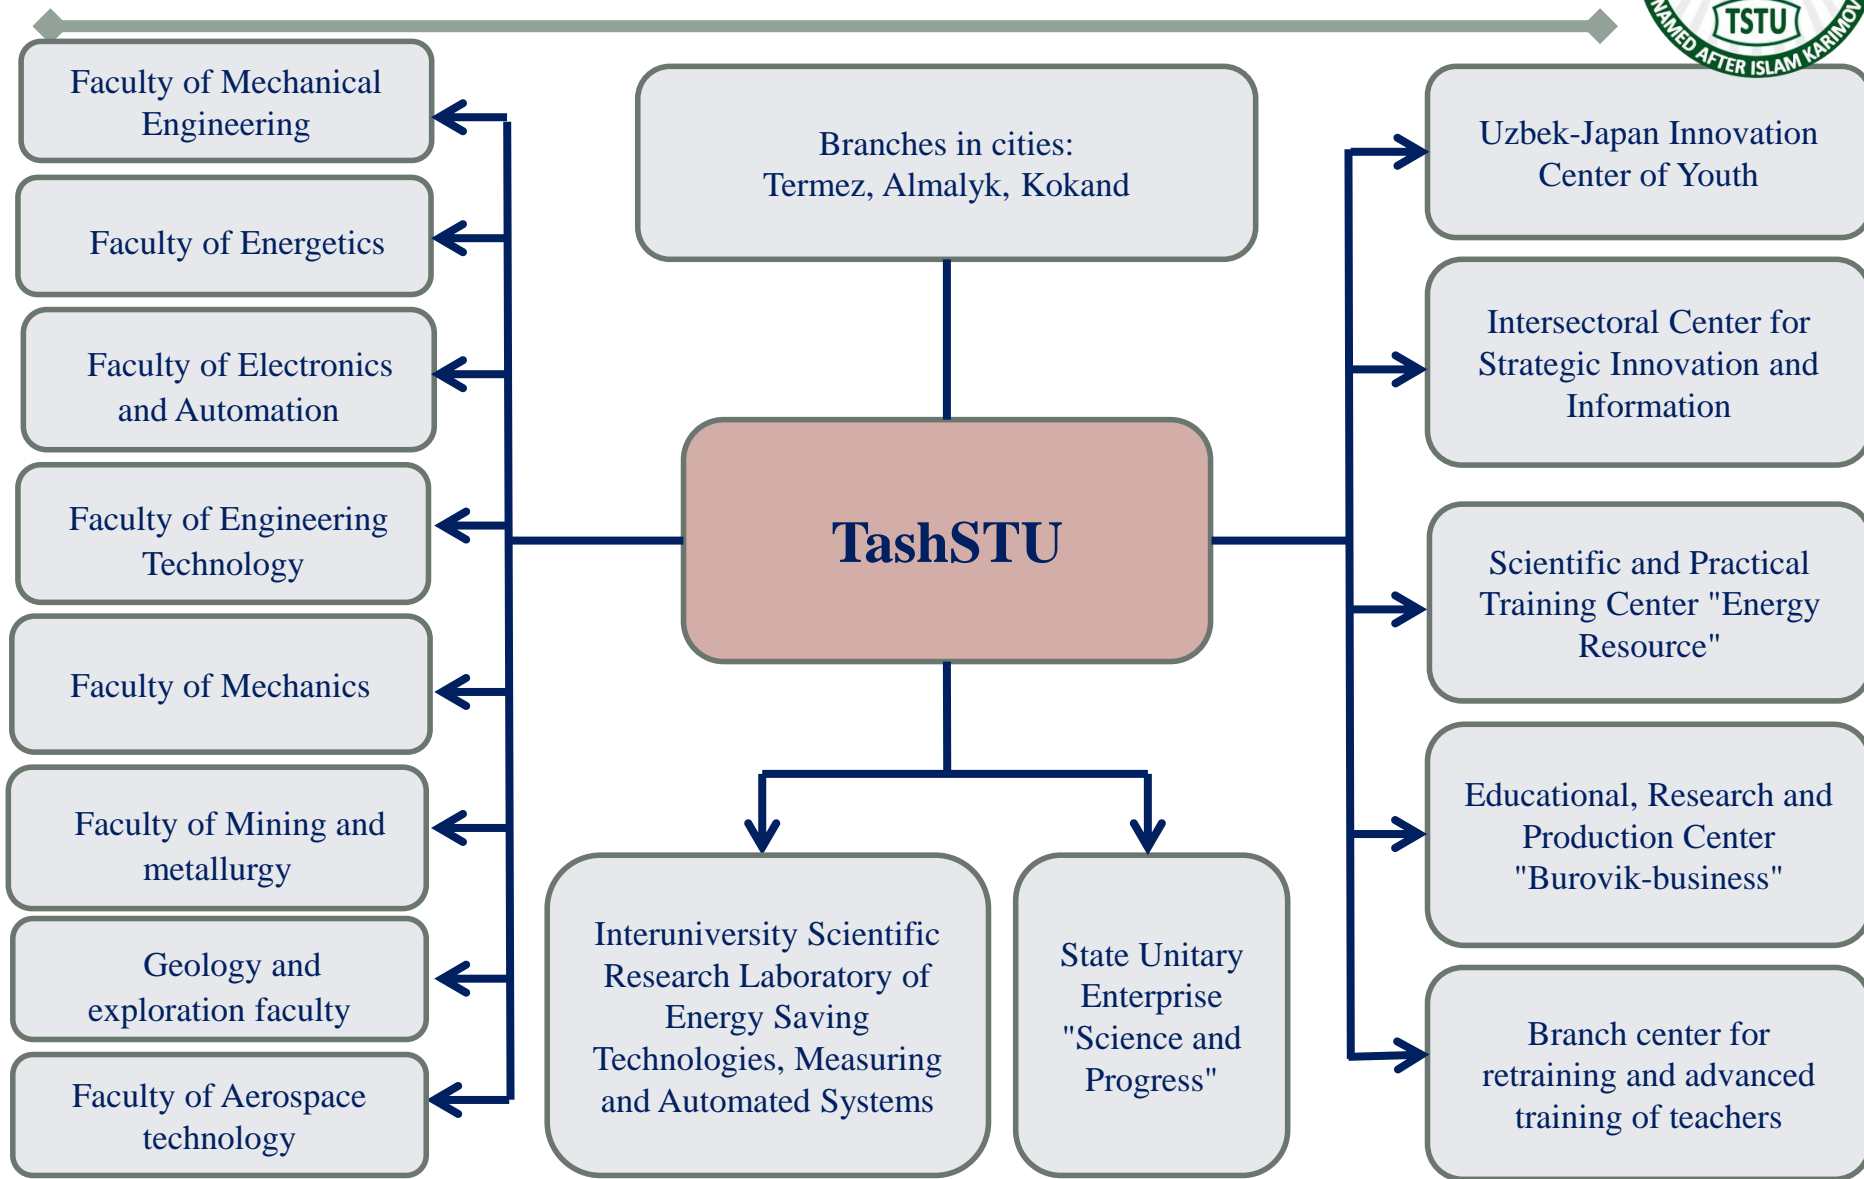 TSTU
NAMED AFTER ISLAM KARIMOV
Faculty of Mechanical
Engineering
Faculty of Energetics
Faculty of Electronics
and Automation
Faculty of Engineering
Technology
Faculty of Mechanics
Faculty of Mining and
metallurgy
Geology and
exploration faculty
Faculty of Aerospace
technology
Branches in cities:
Termez, Almalyk, Kokand
TashSTU
Interuniversity Scientific
Research Laboratory of
Energy Saving
Technologies, Measuring
and Automated Systems
State Unitary
Enterprise
"Science and
Progress"
Uzbek-Japan Innovation
Center of Youth
Intersectoral Center for
Strategic Innovation and
Information
Scientific and Practical
Training Center "Energy
Resource"
Educational, Research and
Production Center
"Burovik-business"
Branch center for
retraining and advanced
training of teachers